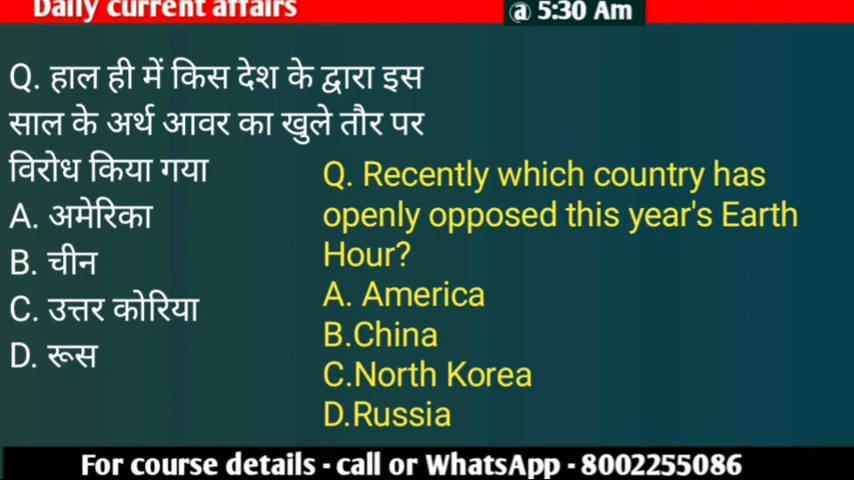 Daily current affairs
@ 5:30 Am
Q. हाल ही में किस देश के द्वारा इस
साल के अर्थ आवर का खुले तौर पर
विरोध किया गया
A. अमेरिका
B. चीन
C. उत्तर कोरिया
D. रूस
Q. Recently which country has
openly opposed this year's Earth
Hour?
A. America
B.China
C.North Korea
D.Russia
For course details - call or WhatsApp - 8002255086